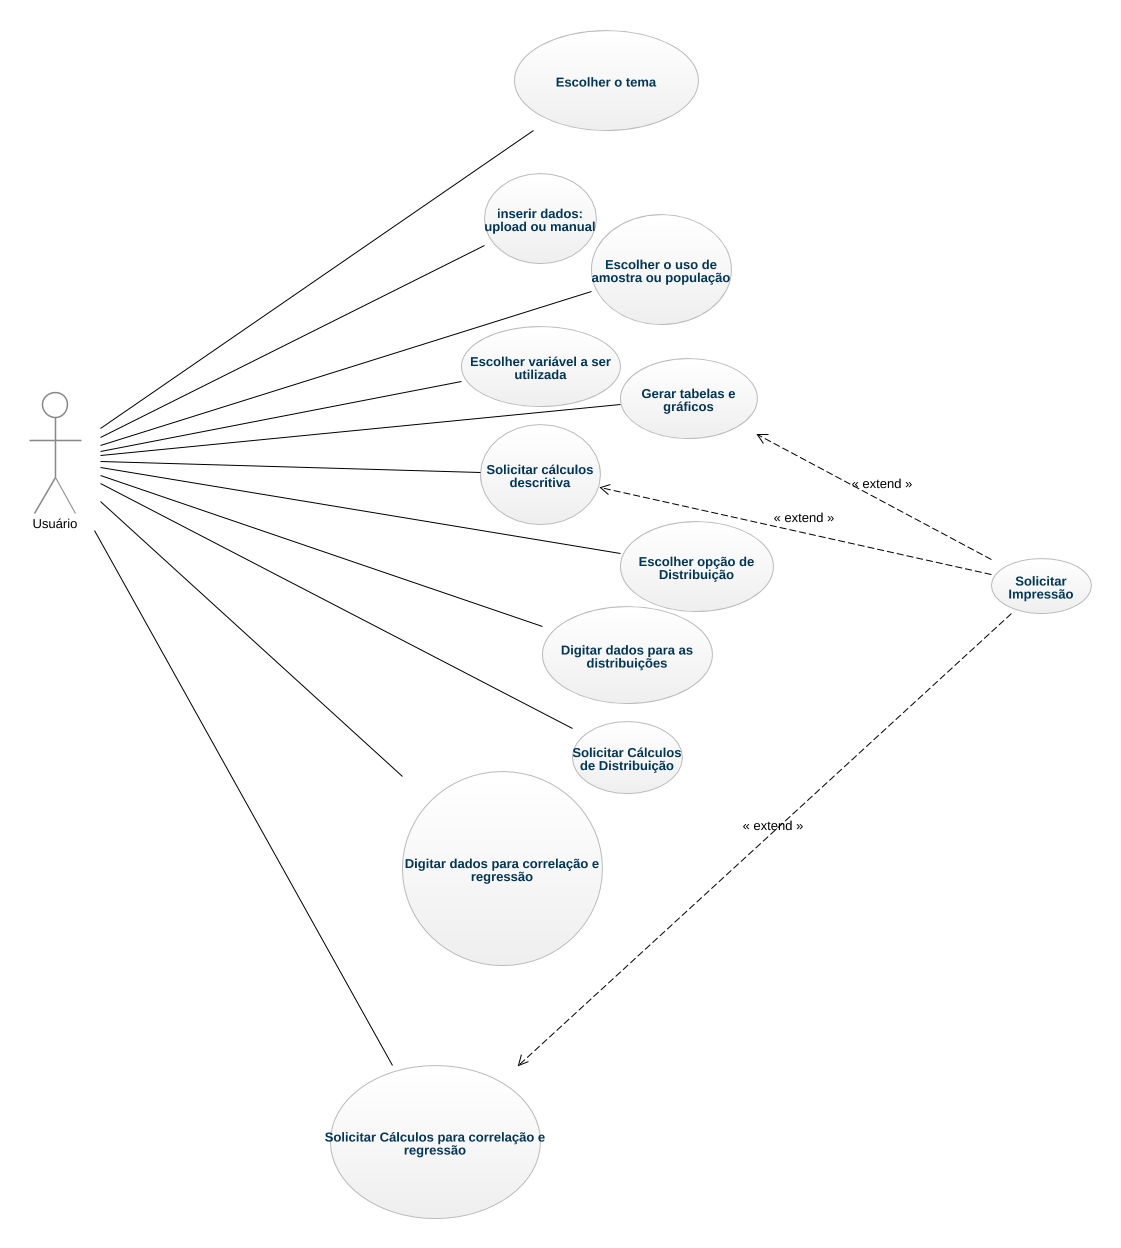 Escolher o tema
inserir dados:
upload ou manual
Escolher o uso de
amostra ou população
Escolher variável a ser
utilizada
Gerar tabelas e
gráficos
Solicitar cálculos
descritiva
« extend »
« extend »
Usuário
Escolher opção de
Distribuição
Solicitar
Impressão
Digitar dados para as
distribuições
Solicitar Cálculos
de Distribuição
« extend »
Digitar dados para correlação e
regressão
Solicitar Cálculos para correlação e
regressão